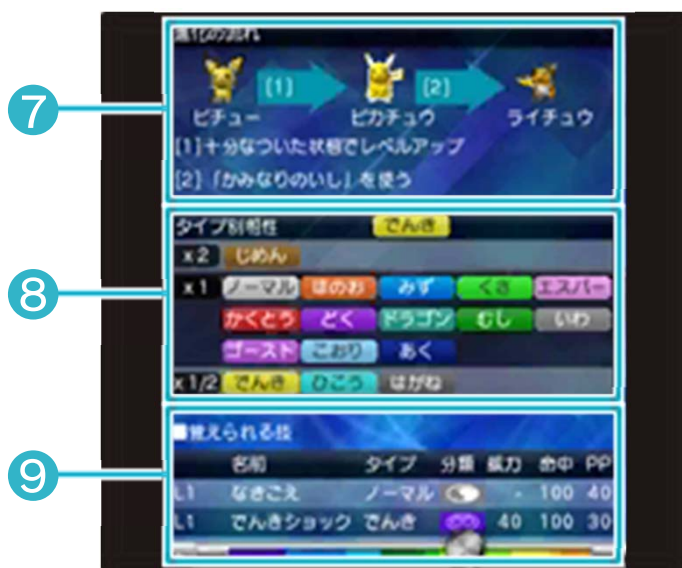 進化の流れ
[1] [2]
ピチュー ピカチュウ ライチュウ
[1]十分なついた状態でレベルアップ
[2]「かみなりのいし」を使う
7
タイプ別相性 でんき
x2 じめん
x1 ノーマル ほのお みず くさ エスパー
かくとう どく ドラゴン むし いわ
ゴースト こおり あく
x1/2 でんき ひこう はがね
8
■覚えられる技
名前 タイプ 分類 威力 命中 PP
L1 なきごえ ノーマル - 100 40
L1 でんきショック でんき 40 100 30
9